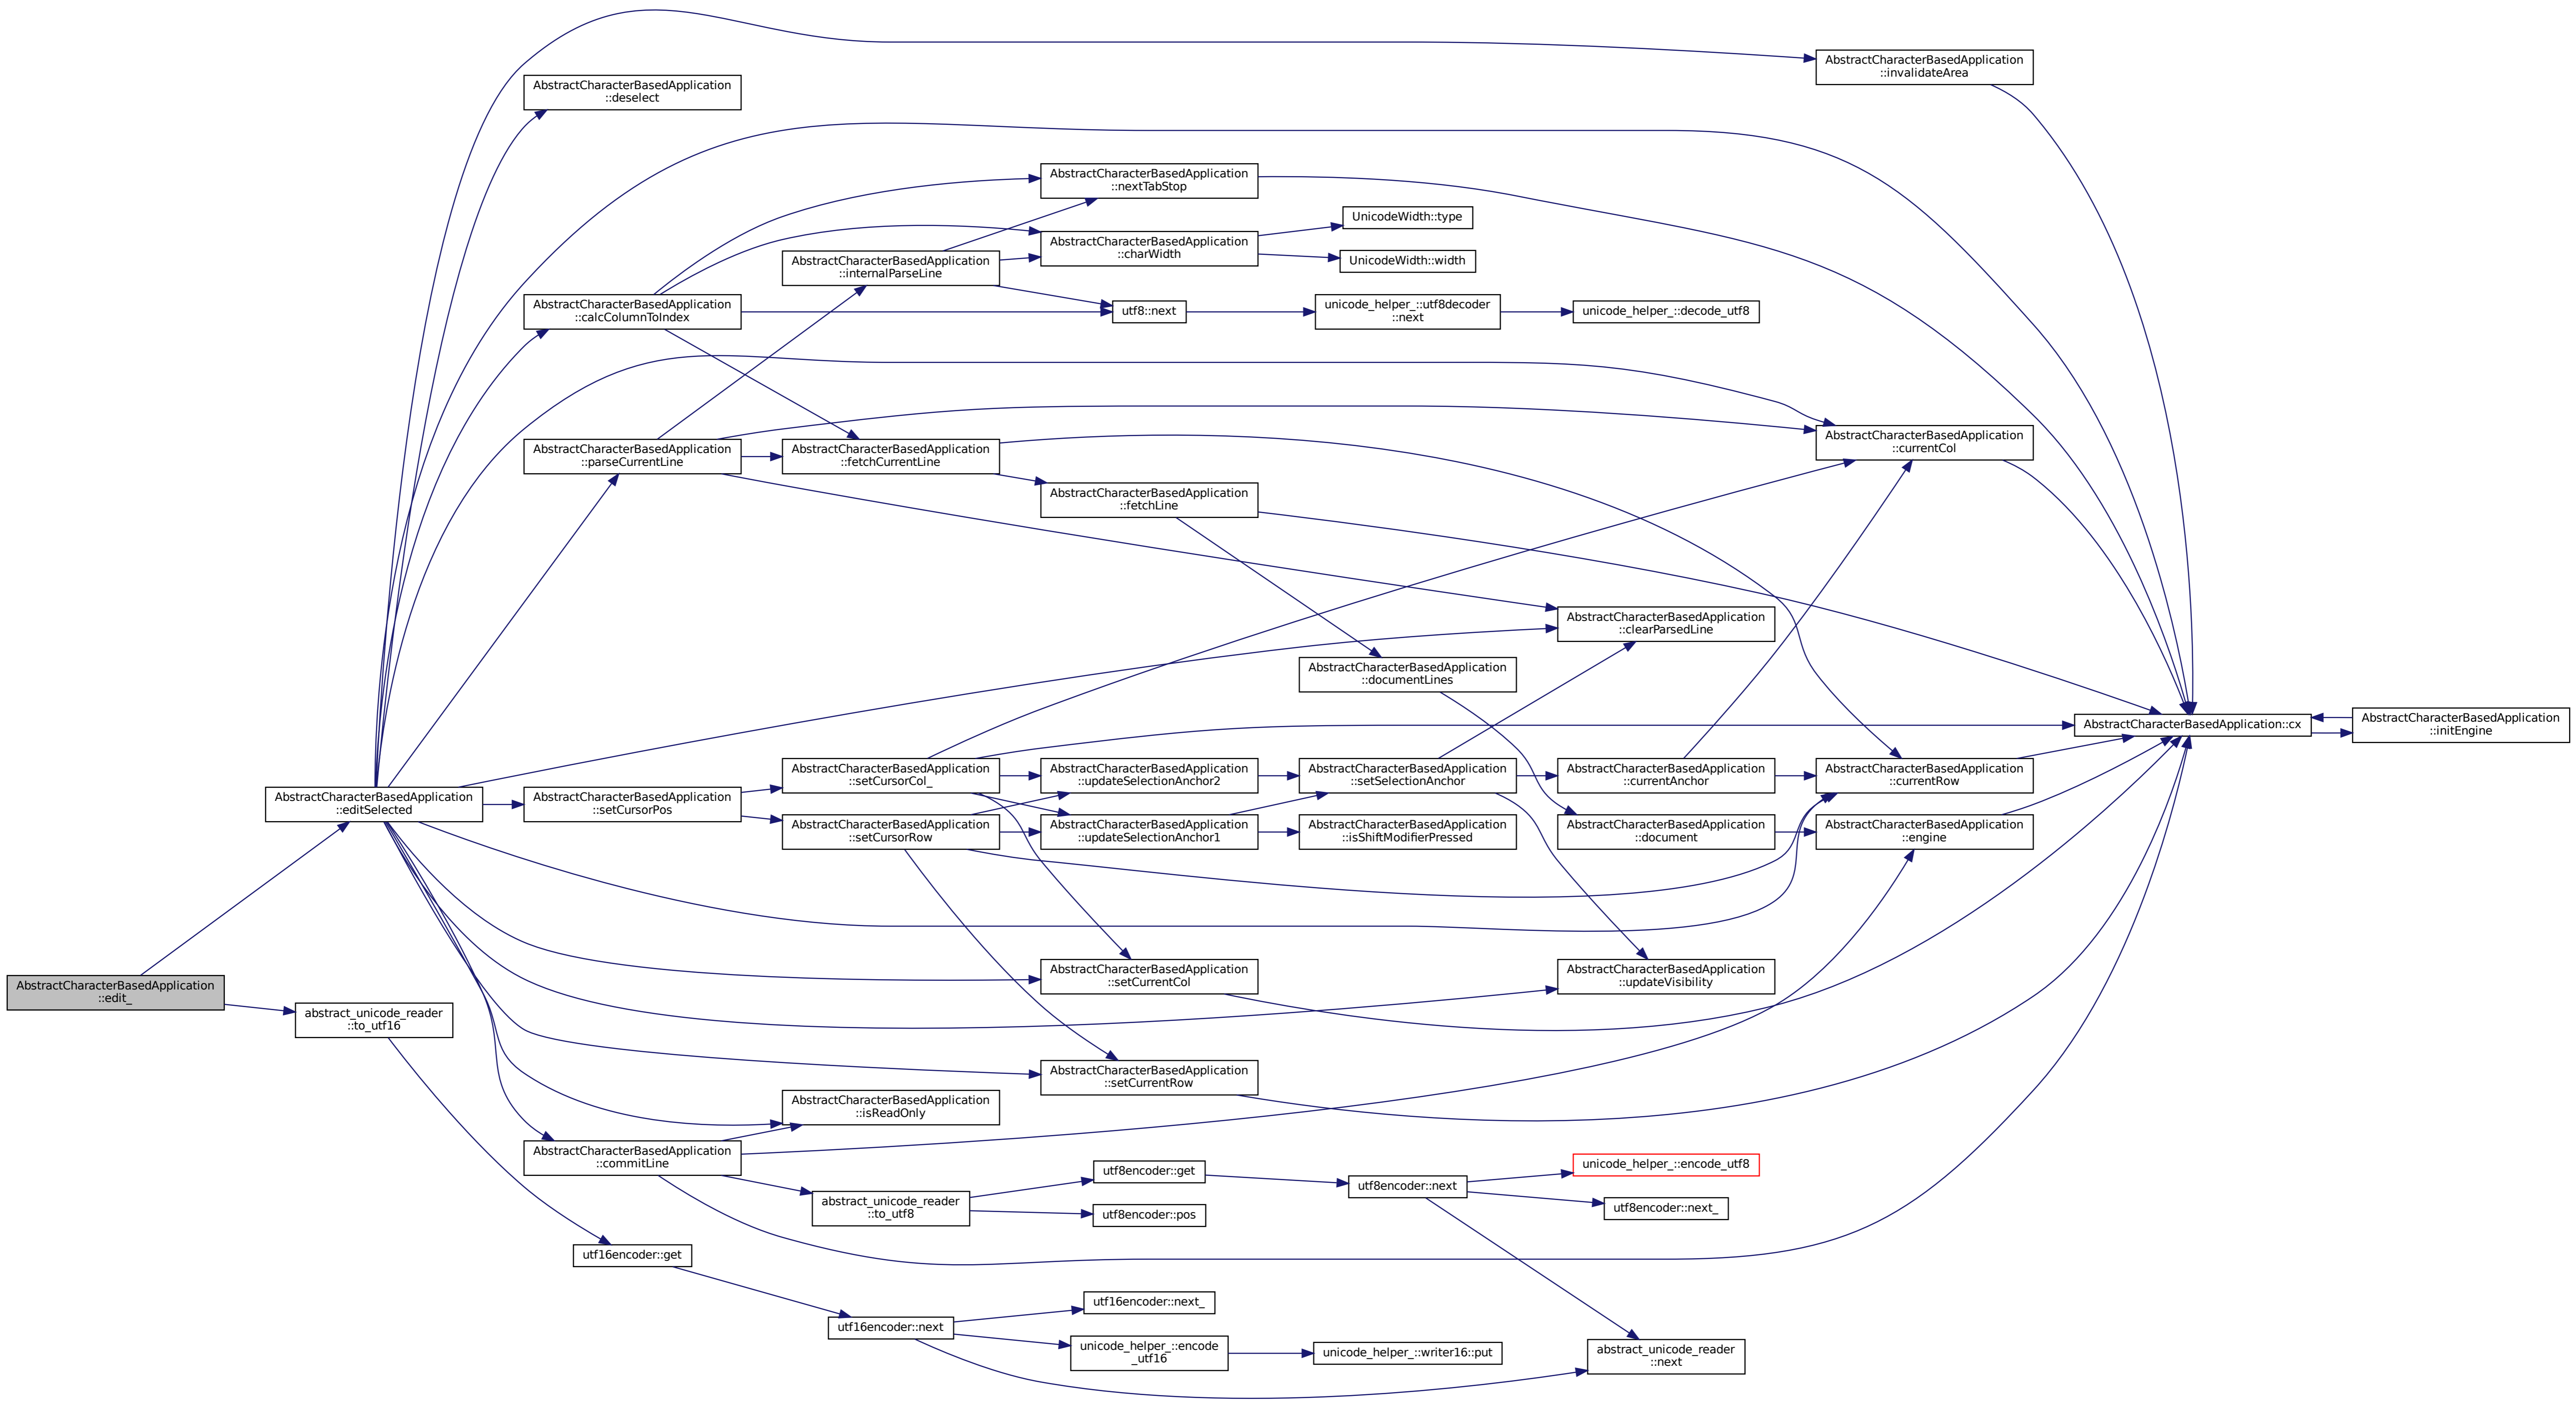 AbstractCharacterBasedApplication
::edit_
AbstractCharacterBasedApplication
::editSelected
abstract_unicode_reader
::to_utf16
AbstractCharacterBasedApplication
::deselect
AbstractCharacterBasedApplication
::calcColumnToIndex
AbstractCharacterBasedApplication
::parseCurrentLine
AbstractCharacterBasedApplication
::setCursorPos
AbstractCharacterBasedApplication
::commitLine
utf16encoder::get
AbstractCharacterBasedApplication
::internalParseLine
AbstractCharacterBasedApplication
::fetchCurrentLine
AbstractCharacterBasedApplication
::setCursorCol_
AbstractCharacterBasedApplication
::setCursorRow
AbstractCharacterBasedApplication
::isReadOnly
abstract_unicode_reader
::to_utf8
utf16encoder::next
AbstractCharacterBasedApplication
::nextTabStop
AbstractCharacterBasedApplication
::charWidth
utf8::next
AbstractCharacterBasedApplication
::fetchLine
AbstractCharacterBasedApplication
::updateSelectionAnchor2
AbstractCharacterBasedApplication
::updateSelectionAnchor1
AbstractCharacterBasedApplication
::setCurrentCol
AbstractCharacterBasedApplication
::setCurrentRow
utf8encoder::get
utf8encoder::pos
utf16encoder::next_
unicode_helper_::encode
_utf16
UnicodeWidth::type
UnicodeWidth::width
unicode_helper_::utf8decoder
::next
AbstractCharacterBasedApplication
::documentLines
AbstractCharacterBasedApplication
::setSelectionAnchor
AbstractCharacterBasedApplication
::isShiftModifierPressed
utf8encoder::next
unicode_helper_::writer16::put
unicode_helper_::decode_utf8
AbstractCharacterBasedApplication
::clearParsedLine
AbstractCharacterBasedApplication
::currentAnchor
AbstractCharacterBasedApplication
::document
AbstractCharacterBasedApplication
::updateVisibility
unicode_helper_::encode_utf8
utf8encoder::next_
abstract_unicode_reader
::next
AbstractCharacterBasedApplication
::invalidateArea
AbstractCharacterBasedApplication
::currentCol
AbstractCharacterBasedApplication
::currentRow
AbstractCharacterBasedApplication
::engine
AbstractCharacterBasedApplication::cx
AbstractCharacterBasedApplication
::initEngine